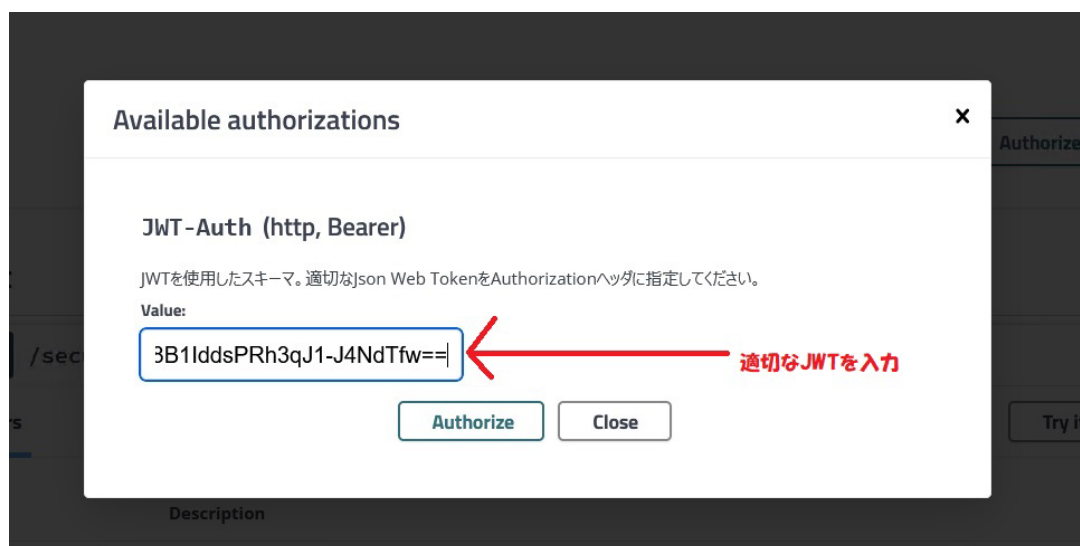 Available authorizations
Authorize
JWT-Auth (http, Bearer)
JWTを使用したスキーマ。適切なJson Web TokenをAuthorizationヘッダに指定してください。
Value:
/sec
3B1IddsPRh3qJ1-J4NdTfw==
適切なJWTを入力
Authorize
Close
rs
Try i
Description